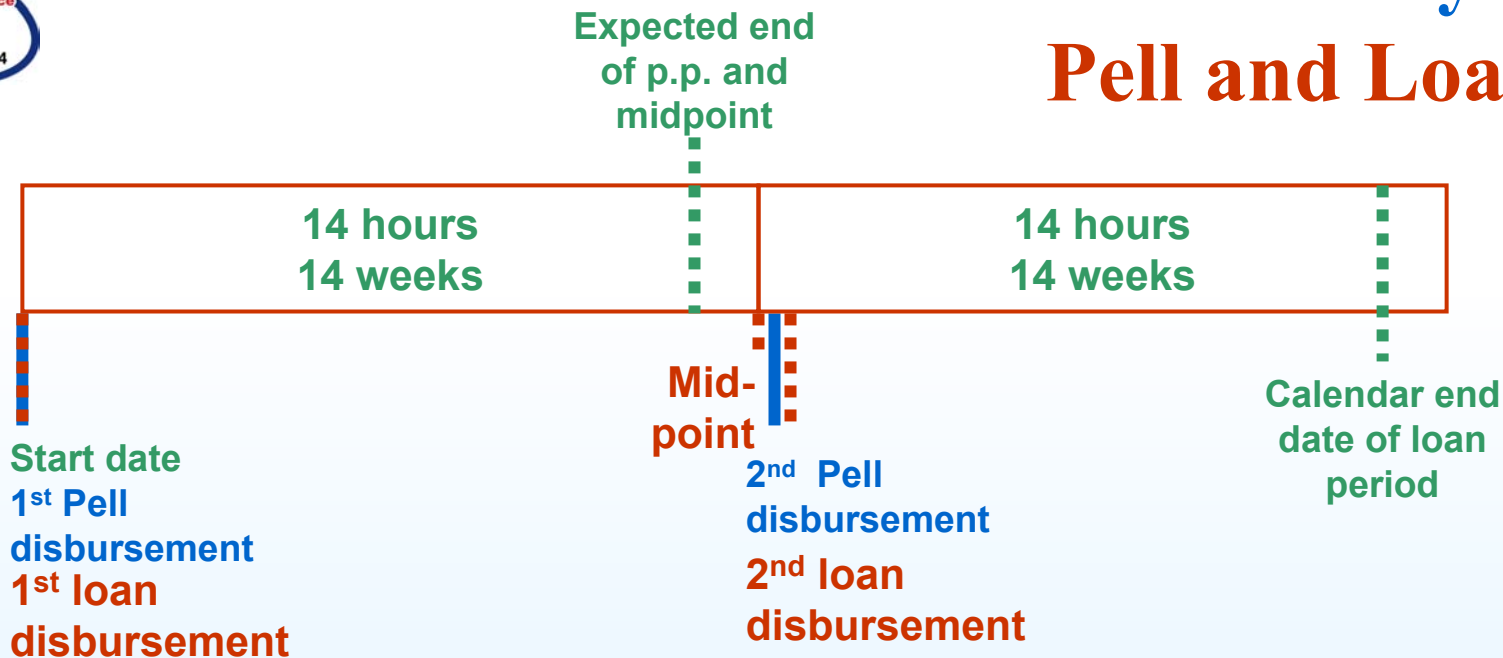 4
Pell and Loa
Expected end
of p.p. and
midpoint
14 hours
14 weeks
14 hours
14 weeks
Mid-
point
Start date
1st Pell
disbursement
1st loan
disbursement
2nd Pell
disbursement
2nd loan
disbursement
Calendar end
date of loan
period